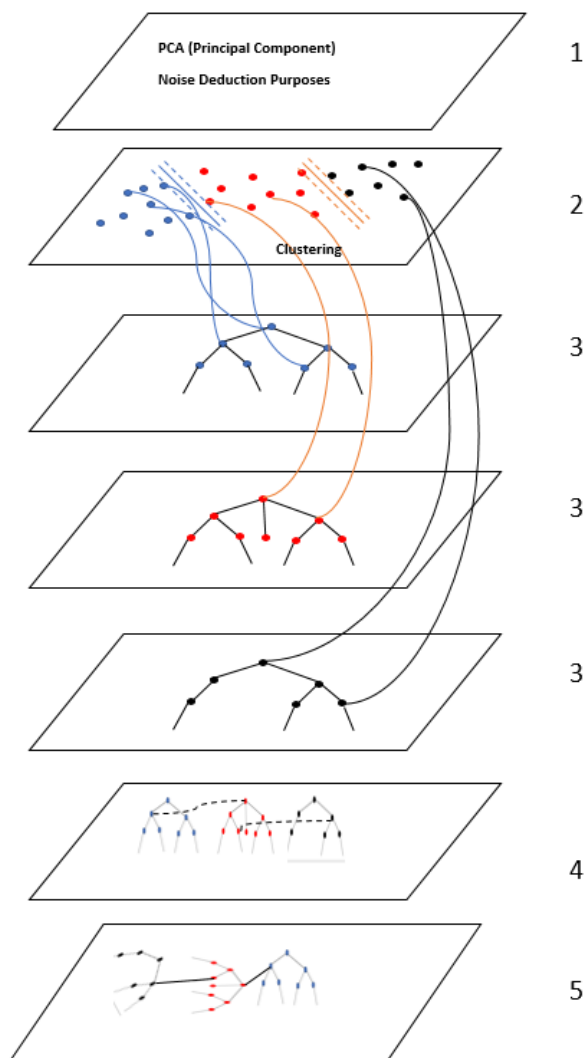 PCA (Principal Component)
1
Noise Deduction Purposes
2
Clustering
3
3
3
4
5